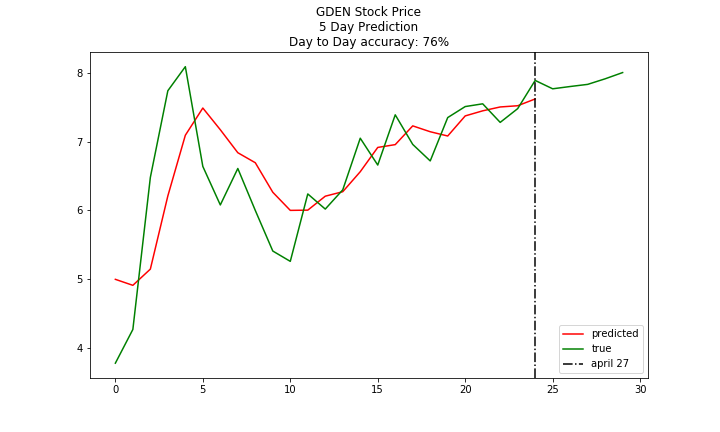 GDEN Stock Price
5 Day Prediction
Day to Day accuracy: 76%
8
7
6
5
4
0
5
10
15
20
25
30
predicted
true
april 27